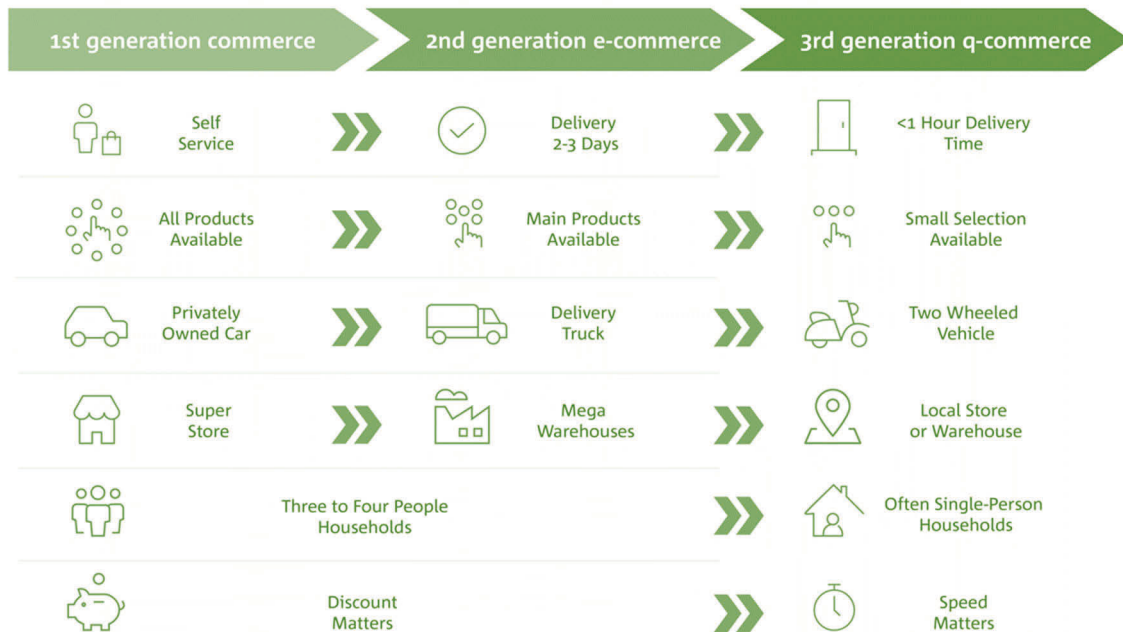 1st generation commerce
2nd generation e-commerce
3rd generation q-commerce
Self
Service
Delivery
2-3 Days
<1 Hour Delivery
Time
All Products
Available
Main Products
Available
Small Selection
Available
Privately
Owned Car
Delivery
Truck
Two Wheeled
Vehicle
Super
Store
Mega
Warehouses
Local Store
or Warehouse
Three to Four People
Households
Often Single-Person
Households
Discount
Matters
Speed
Matters